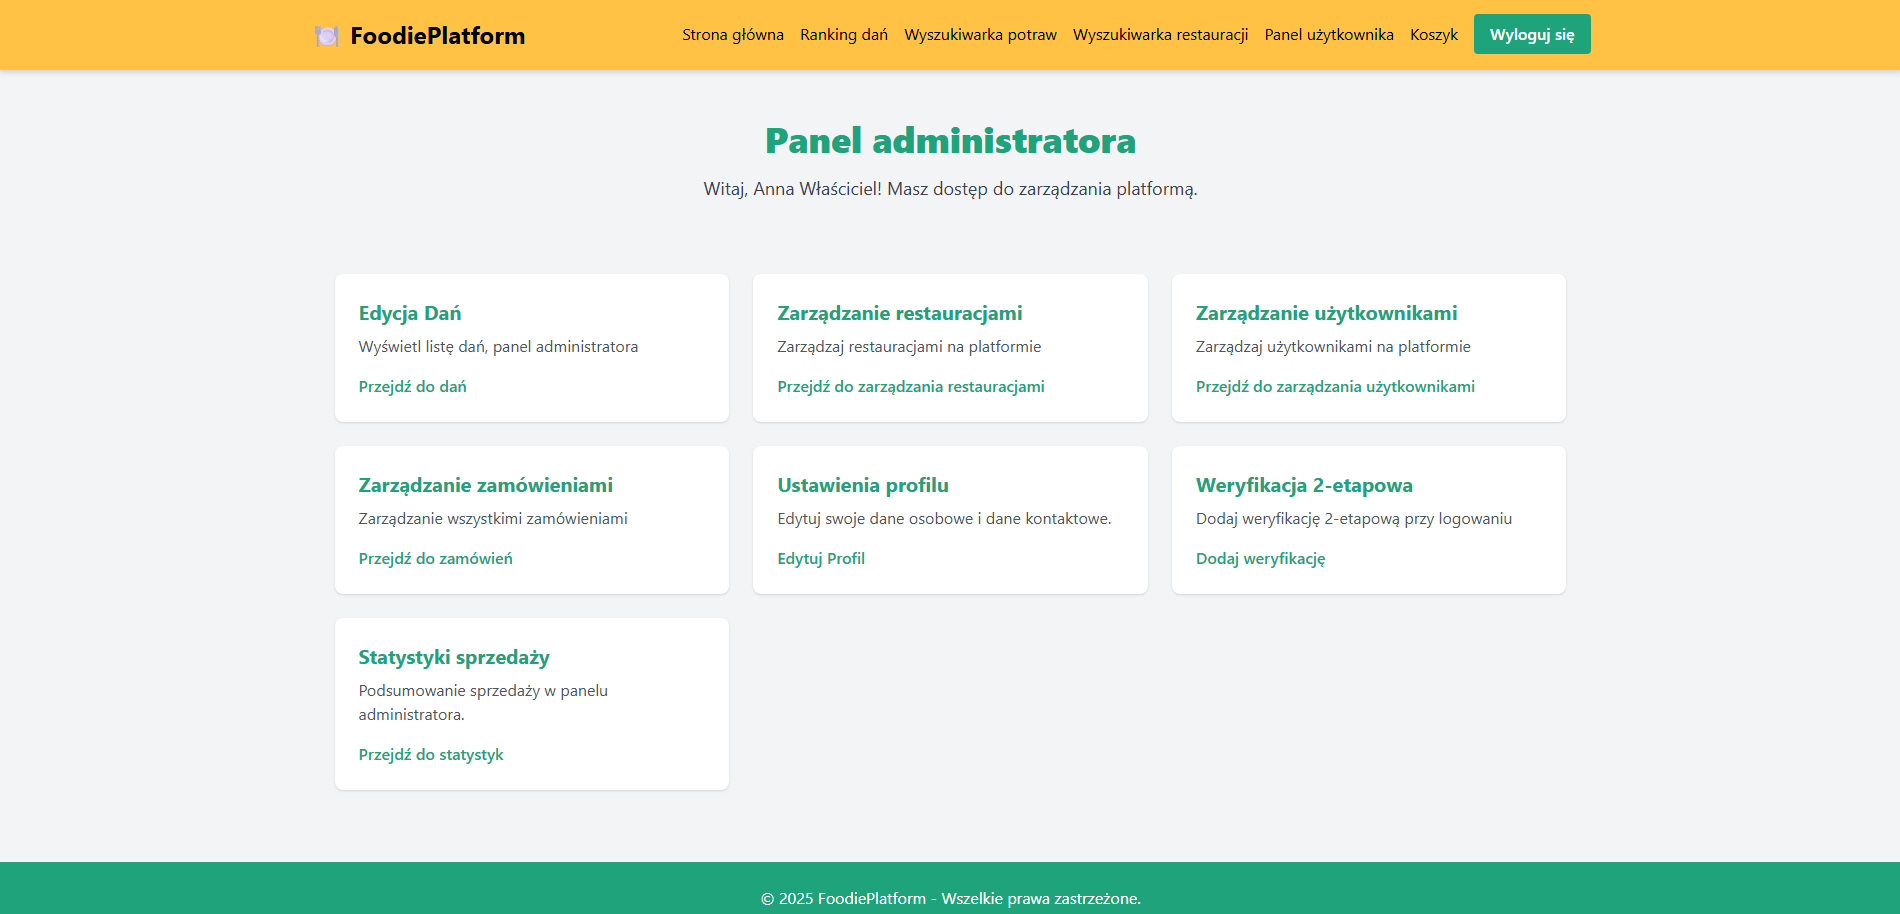 FoodiePlatform
Strona główna Ranking dań Wyszukiwarka potraw Wyszukiwarka restauracji Panel użytkownika Koszyk Wyloguj się
Panel administratora
Witaj, Anna Właściciel! Masz dostęp do zarządzania platformą.
Edycja Dań
Wyświetl listę dań, panel administratora
Przejdź do dań
Zarządzanie restauracjami
Zarządzaj restauracjami na platformie
Przejdź do zarządzania restauracjami
Zarządzanie użytkownikami
Zarządzaj użytkownikami na platformie
Przejdź do zarządzania użytkownikami
Zarządzanie zamówieniami
Zarządzanie wszystkimi zamówieniami
Przejdź do zamówień
Ustawienia profilu
Edytuj swoje dane osobowe i dane kontaktowe.
Edytuj Profil
Weryfikacja 2-etapowa
Dodaj weryfikację 2-etapową przy logowaniu
Dodaj weryfikację
Statystyki sprzedaży
Podsumowanie sprzedaży w panelu
administratora.
Przejdź do statystyk
© 2025 FoodiePlatform - Wszelkie prawa zastrzeżone.